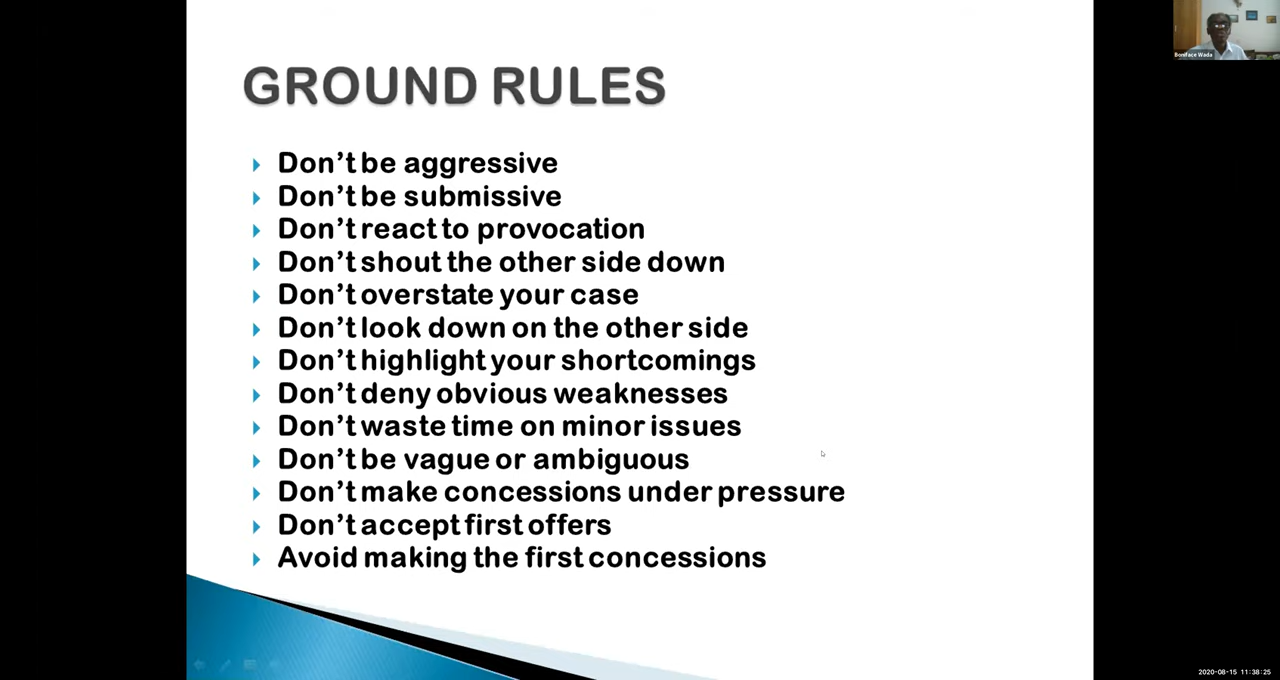 Boniface Wada
GROUND RULES
Don’t be aggressive
Don’t be submissive
Don’t react to provocation
Don’t shout the other side down
Don’t overstate your case
Don’t look down on the other side
Don’t highlight your shortcomings
Don’t deny obvious weaknesses
Don’t waste time on minor issues
Don’t be vague or ambiguous
Don’t make concessions under pressure
Don’t accept first offers
Avoid making the first concessions
2020-08-15 11:38:25